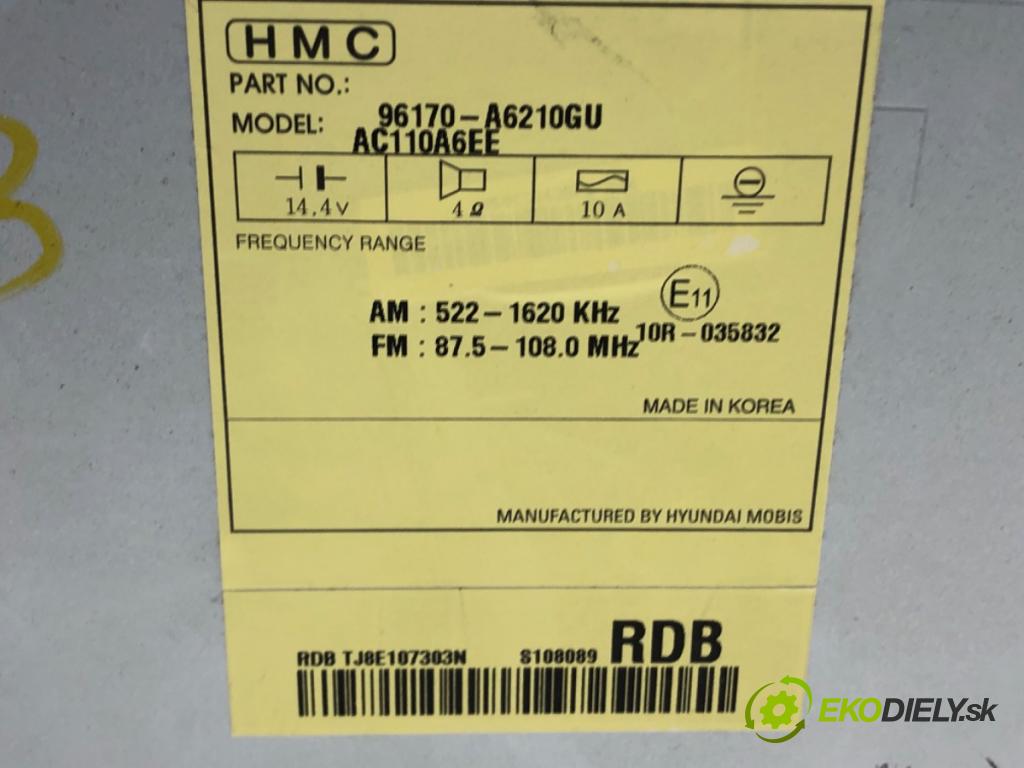 HMC
PART NO.:
96170-A6210GU
MODEL:
AC110A6EE
14.4V 4Ω 10A
FREQUENCY RANGE
E11
AM : 522-1620 KHz
10R-035832
FM : 87.5-108.0 MHz
MADE IN KOREA
MANUFACTURED BY HYUNDAI MOBIS
RDB
RDB TJ8E107303N S108089
EKODIELY.sk